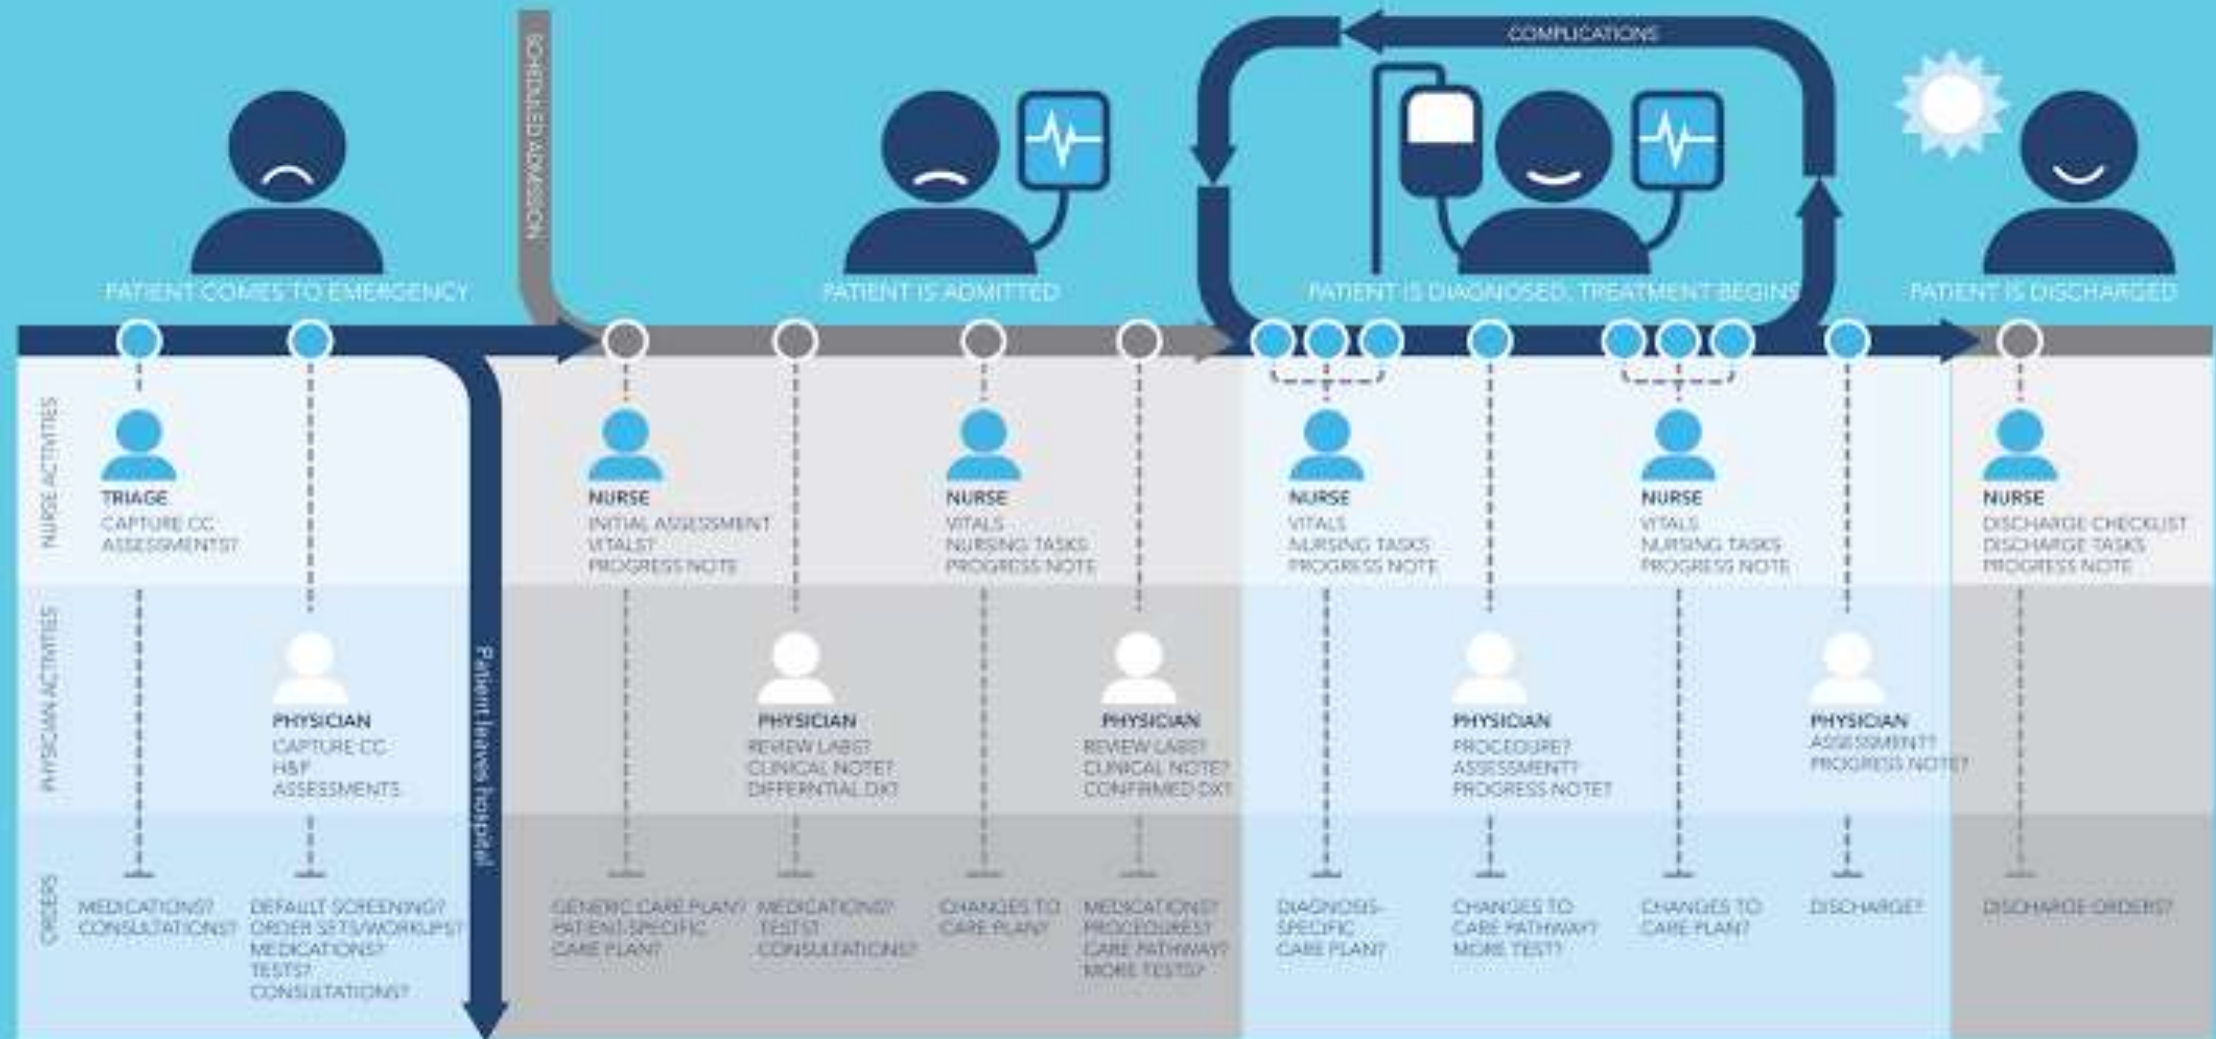 COMPLICATIONS
SCHEDULED ADMISSION
PATIENT COMES TO EMERGENCY
PATIENT IS ADMITTED
PATIENT IS DIAGNOSED, TREATMENT BEGINS
PATIENT IS DISCHARGED
NURSE ACTIVITIES
TRIAGE
CAPTURE CC
ASSESSMENTS?
NURSE
INITIAL ASSESSMENT
VITALS?
PROGRESS NOTE
NURSE
VITALS
NURSING TASKS
PROGRESS NOTE
NURSE
VITALS
NURSING TASKS
PROGRESS NOTE
NURSE
VITALS
NURSING TASKS
PROGRESS NOTE
NURSE
DISCHARGE CHECKLIST
DISCHARGE TASKS
PROGRESS NOTE
PHYSICIAN ACTIVITIES
PHYSICIAN
CAPTURE CC
H&P
ASSESSMENTS
Patient leaves hospital
PHYSICIAN
REVIEW LABS?
CLINICAL NOTE?
DIFFERNTIAL DX?
PHYSICIAN
REVIEW LABS?
CLINICAL NOTE?
CONFIRMED DX?
PHYSICIAN
PROCEDURE?
ASSESSMENT?
PROGRESS NOTE?
PHYSICIAN
ASSESSMENT?
PROGRESS NOTE?
ORDERS
MEDICATIONS?
CONSULTATIONS?
DEFAULT SCREENING?
ORDER SETS/WORKUPS?
MEDICATIONS?
TESTS?
CONSULTATIONS?
GENERIC CARE PLAN?
PATIENT-SPECIFIC
CARE PLAN?
MEDICATIONS?
TESTS?
CONSULTATIONS?
CHANGES TO
CARE PLAN?
MEDICATIONS?
PROCEDURES?
CARE PATHWAY?
MORE TESTS?
DIAGNOSIS-
SPECIFIC
CARE PLAN?
CHANGES TO
CARE PATHWAY?
MORE TEST?
CHANGES TO
CARE PLAN?
DISCHARGE?
DISCHARGE ORDERS?